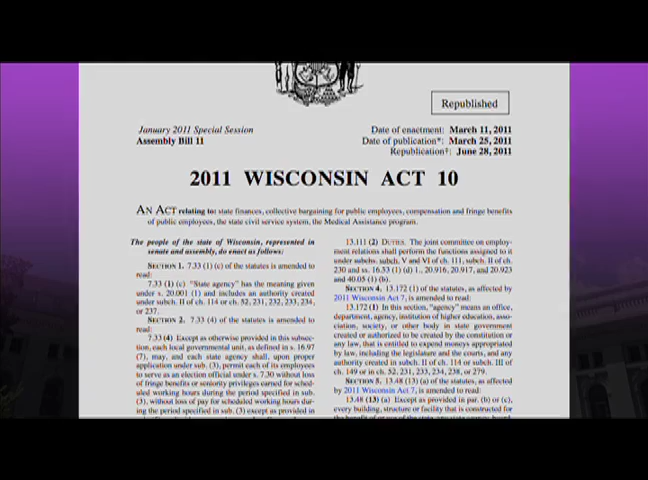 Republished
January 2011 Special Session
Date of enactment: March 11, 2011
Assembly Bill 11
Date of publication*: March 25, 2011
Republication‡: June 28, 2011
2011 WISCONSIN ACT 10
AN ACT relating to: state finances, collective bargaining for public employees, compensation and fringe benefits
of public employees, the state civil service system, the Medical Assistance program.
The people of the state of Wisconsin, represented in
senate and assembly, do enact as follows:
SECTION 1. 7.33 (1) (c) of the statutes is amended to
read:
7.33 (1) (c) "State agency" has the meaning given
under s. 20.001 (1) and includes an authority created
under subch. II of ch. 114 or ch. 52, 231, 232, 233, 234,
or 237.
SECTION 2. 7.33 (4) of the statutes is amended to
read:
7.33 (4) Except as otherwise provided in this subsec-
tion, each local governmental unit, as defined in s. 16.97
(7), may, and each state agency shall, upon proper
application under sub. (3), permit each of its employees
to serve as an election official under s. 7.30 without loss
of fringe benefits or seniority privileges earned for sched-
uled working hours during the period specified in sub.
(3), without loss of pay for scheduled working hours dur-
ing the period specified in sub. (3) except as provided in
13.111 (2) DUTIES. The joint committee on employ-
ment relations shall perform the functions assigned to it
under subchs. V and VI of ch. 111, subch. II of ch.
230 and ss. 16.33 (1) (d) 1., 20.916, 20.917, and 20.923
and 40.05 (1) (b).
SECTION 4. 13.172 (1) of the statutes, as affected by
2011 Wisconsin Act 7, is amended to read:
13.172 (1) In this section, "agency" means an office,
department, agency, institution of higher education, asso-
ciation, society, or other body in state government
created or authorized to be created by the constitution or
any law, that is entitled to expend moneys appropriated
by law, including the legislature and the courts, and any
authority created in subch. II of ch. 114 or subch. III of
ch. 149 or in ch. 52, 231, 233, 234, 238, or 279.
SECTION 5. 13.48 (13) (a) of the statutes, as affected
by 2011 Wisconsin Act 7, is amended to read:
13.48 (13) (a) Except as provided in par. (b) or (c),
every building, structure or facility that is constructed for